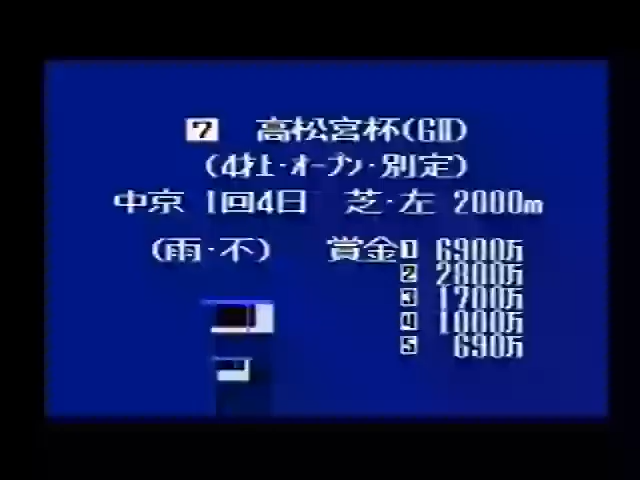 7 高松宮杯(GⅡ)
(4才上・オープン・別定)
中京 1回4日 芝・左 2000m
(雨・不) 賞金1 6900万
2 2800万
3 1700万
4 1000万
5 690万